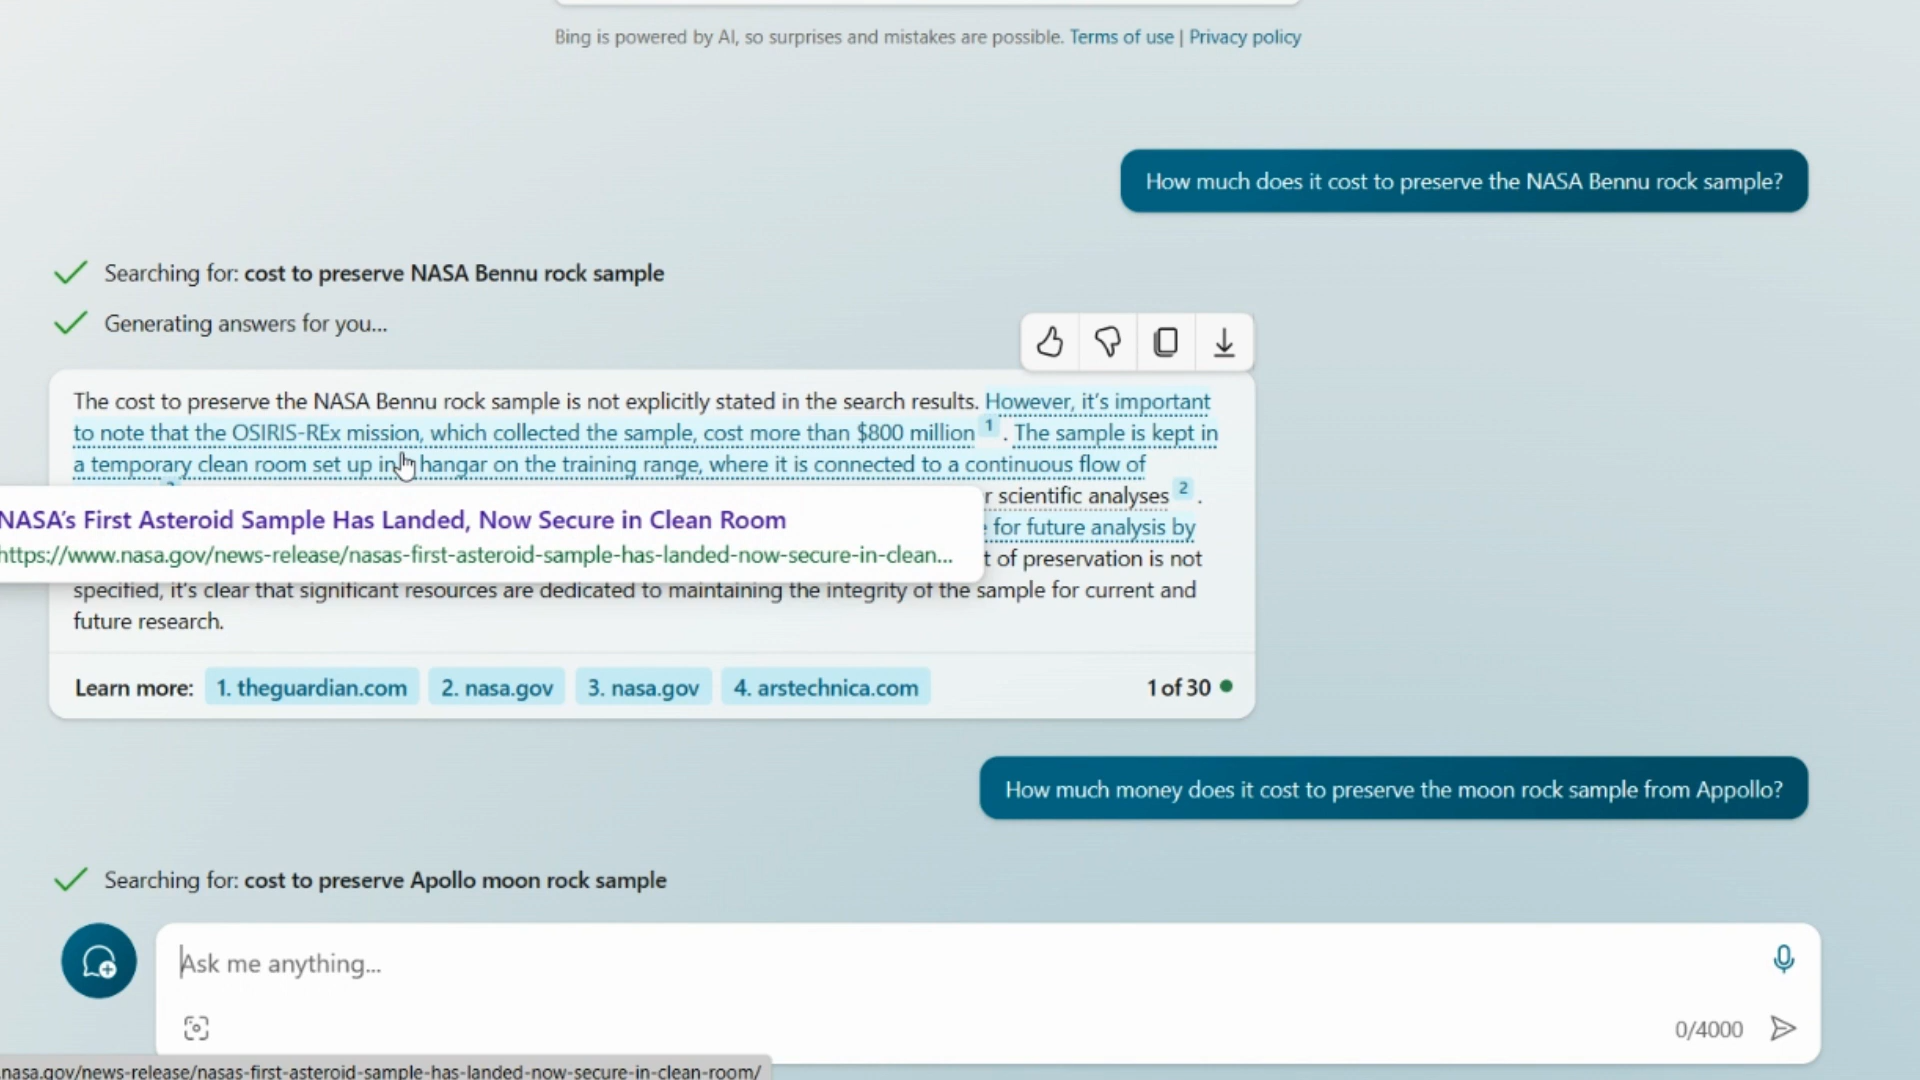 Bing is powered by AI, so surprises and mistakes are possible. Terms of use | Privacy policy
How much does it cost to preserve the NASA Bennu rock sample?
Searching for: cost to preserve NASA Bennu rock sample
Generating answers for you...
The cost to preserve the NASA Bennu rock sample is not explicitly stated in the search results. However, it's important
to note that the OSIRIS-REx mission, which collected the sample, cost more than $800 million 1 . The sample is kept in
a temporary clean room set up in hangar on the training range, where it is connected to a continuous flow of
scientific analyses 2 .
NASA's First Asteroid Sample Has Landed, Now Secure in Clean Room
for future analysis by
https://www.nasa.gov/news-release/nasas-first-asteroid-sample-has-landed-now-secure-in-clean...
of preservation is not
specified, it's clear that significant resources are dedicated to maintaining the integrity of the sample for current and
future research.
Learn more: 1. theguardian.com 2. nasa.gov 3. nasa.gov 4. arstechnica.com 1 of 30
How much money does it cost to preserve the moon rock sample from Appollo?
Searching for: cost to preserve Apollo moon rock sample
Ask me anything...
0/4000
nasa.gov/news-release/nasas-first-asteroid-sample-has-landed-now-secure-in-clean-room/